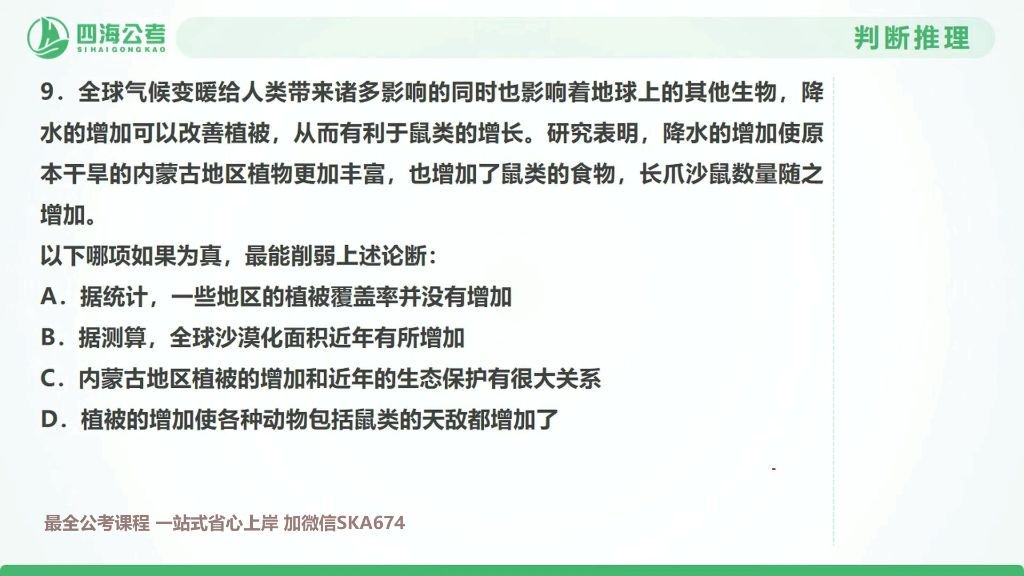 四海公考
SIHAIGONGKAO
判断推理
9．全球气候变暖给人类带来诸多影响的同时也影响着地球上的其他生物，降
水的增加可以改善植被，从而有利于鼠类的增长。研究表明，降水的增加使原
本干旱的内蒙古地区植物更加丰富，也增加了鼠类的食物，长爪沙鼠数量随之
增加。
以下哪项如果为真，最能削弱上述论断：
A．据统计，一些地区的植被覆盖率并没有增加
B．据测算，全球沙漠化面积近年有所增加
C．内蒙古地区植被的增加和近年的生态保护有很大关系
D．植被的增加使各种动物包括鼠类的天敌都增加了
最全公考课程 一站式省心上岸 加微信SKA674